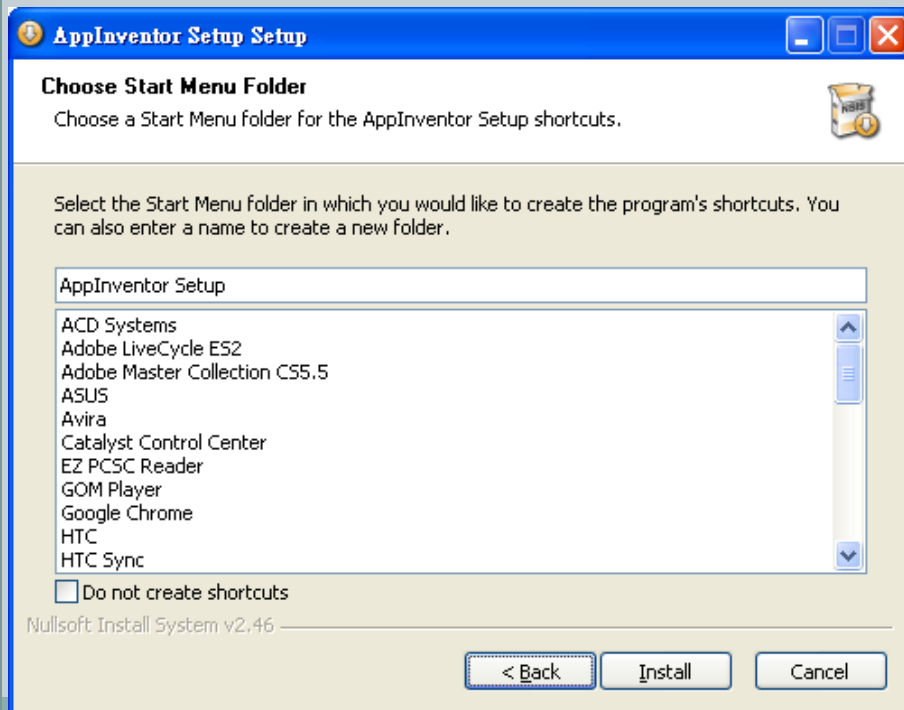 AppInventor Setup Setup
Choose Start Menu Folder
Choose a Start Menu folder for the AppInventor Setup shortcuts.
NSIS
Select the Start Menu folder in which you would like to create the program's shortcuts. You
can also enter a name to create a new folder.
AppInventor Setup
ACD Systems
Adobe LiveCycle ES2
Adobe Master Collection CS5.5
ASUS
Avira
Catalyst Control Center
EZ PCSC Reader
GOM Player
Google Chrome
HTC
HTC Sync
Do not create shortcuts
Nullsoft Install System v2.46
< Back Install Cancel